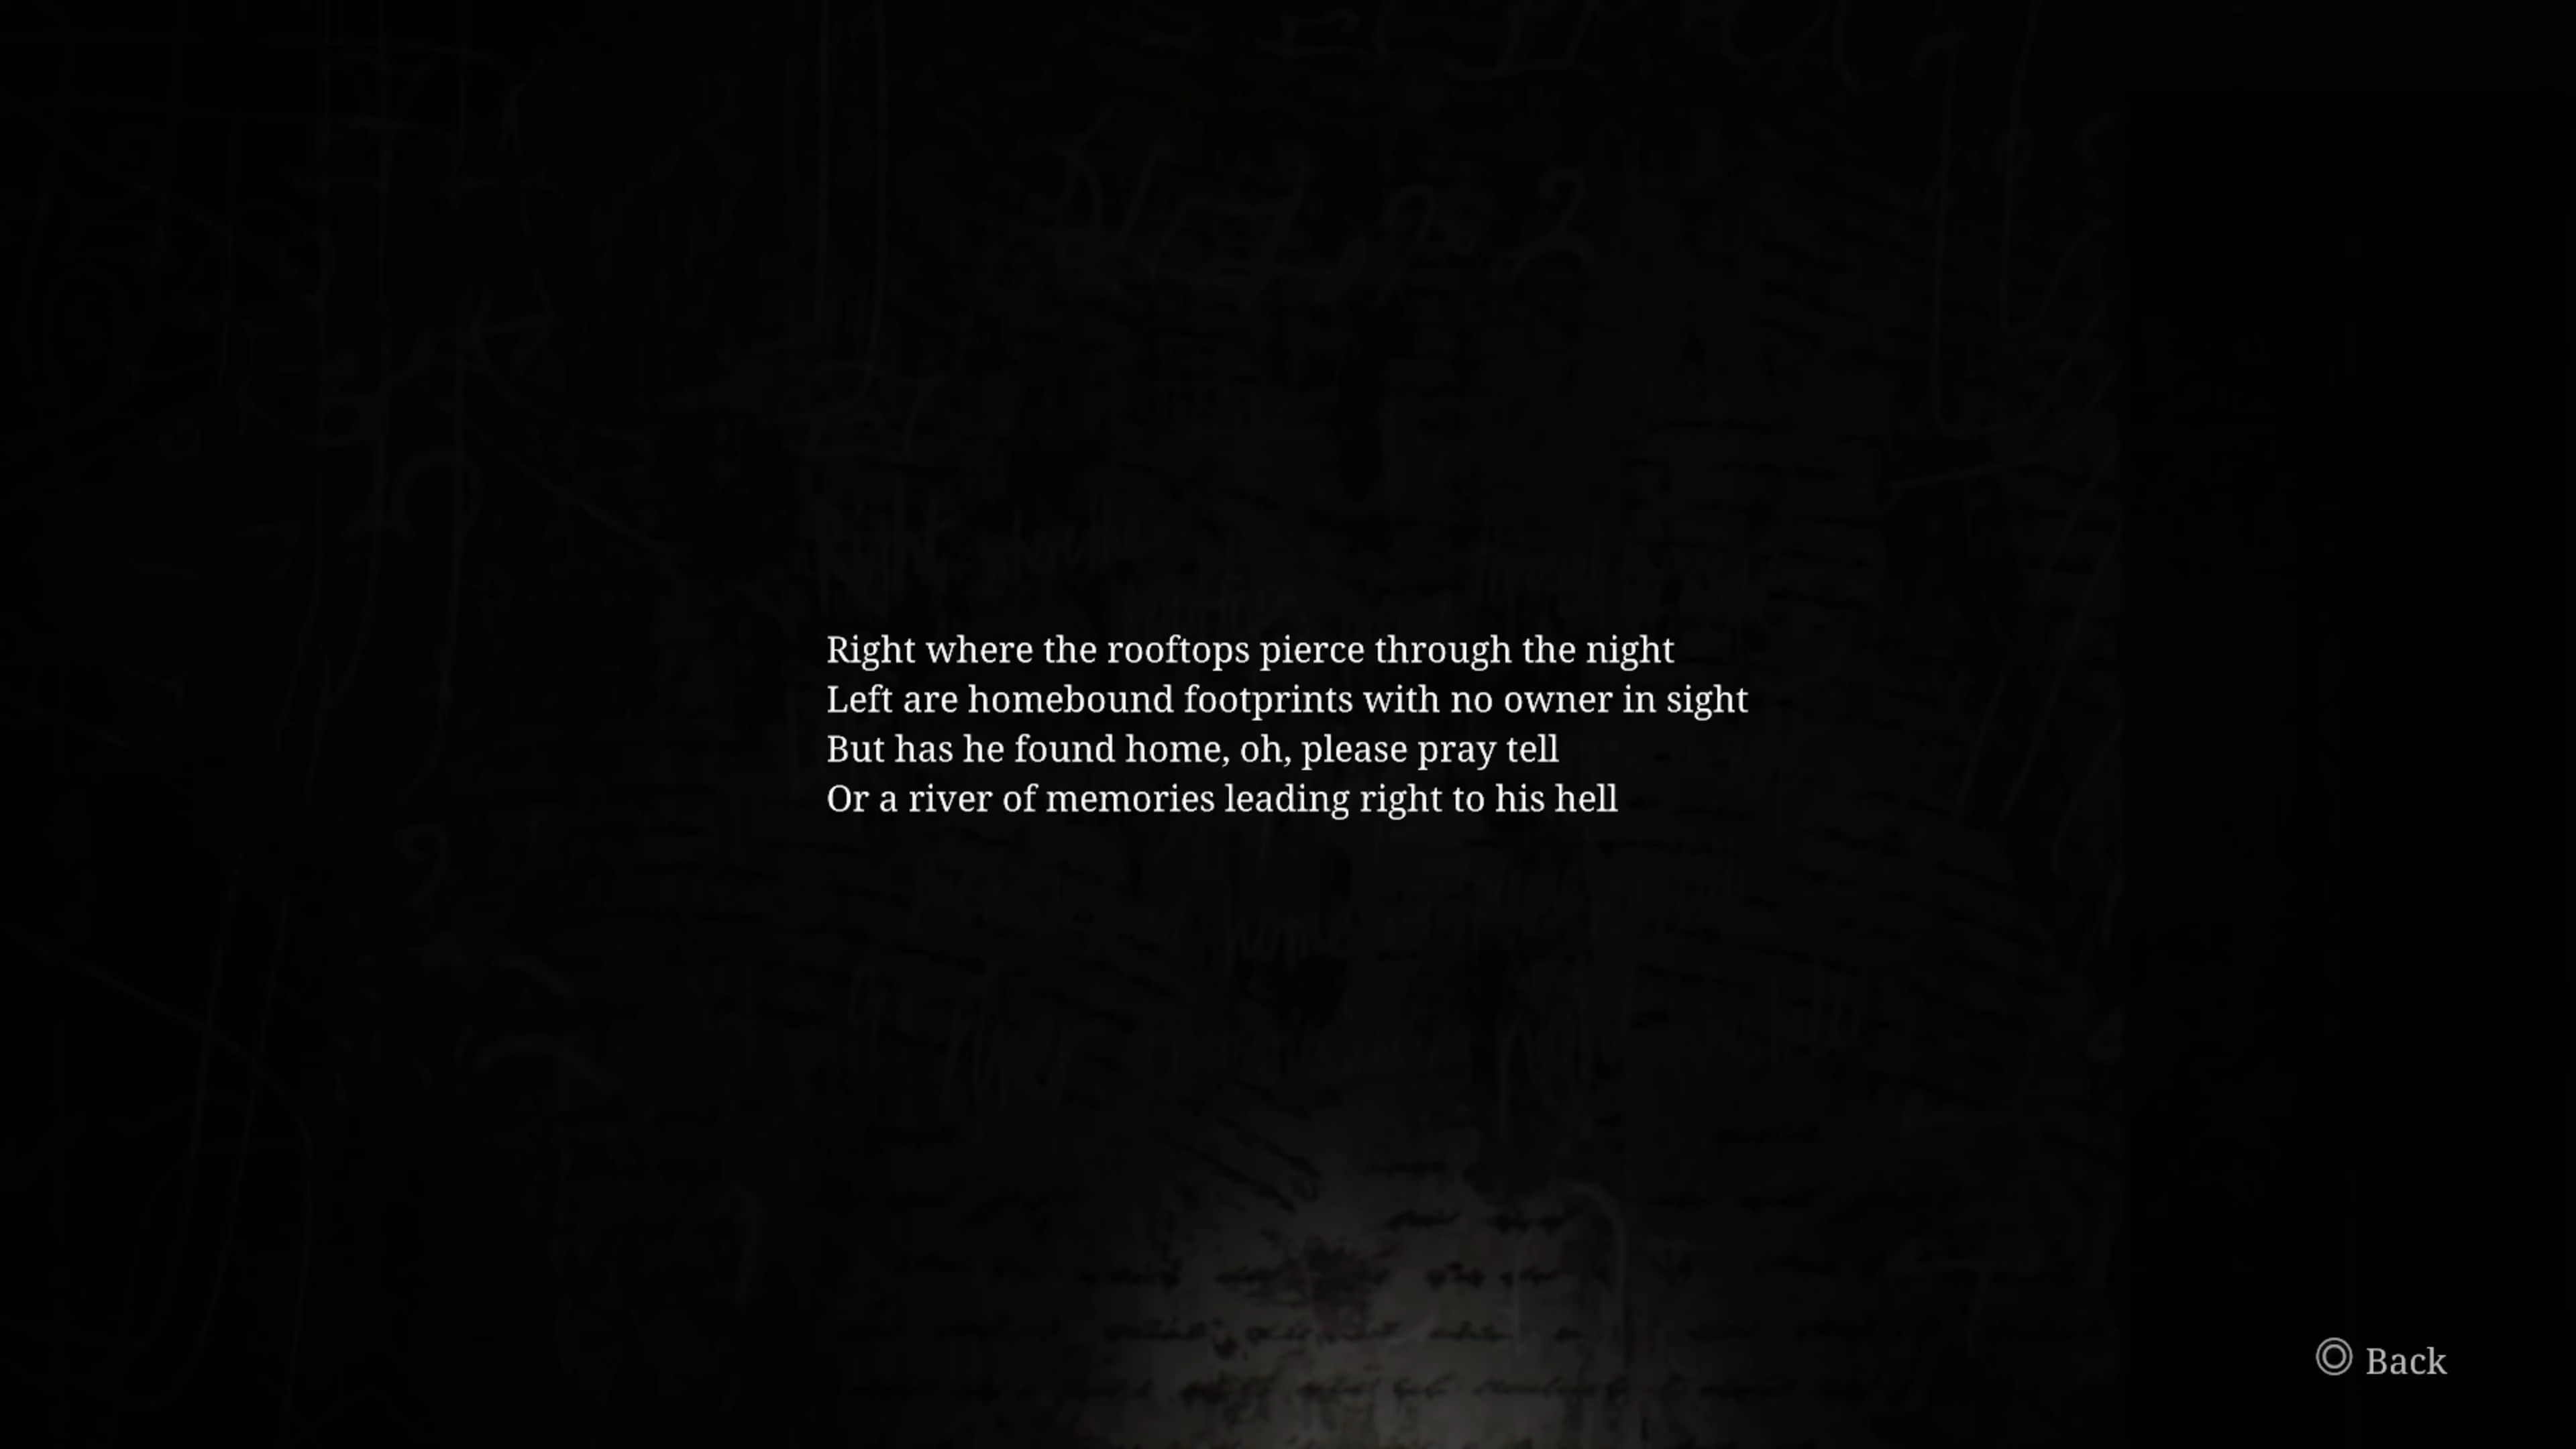 Right where the rooftops pierce through the night
Left are homebound footprints with no owner in sight
But has he found home, oh, please pray tell
Or a river of memories leading right to his hell
Back